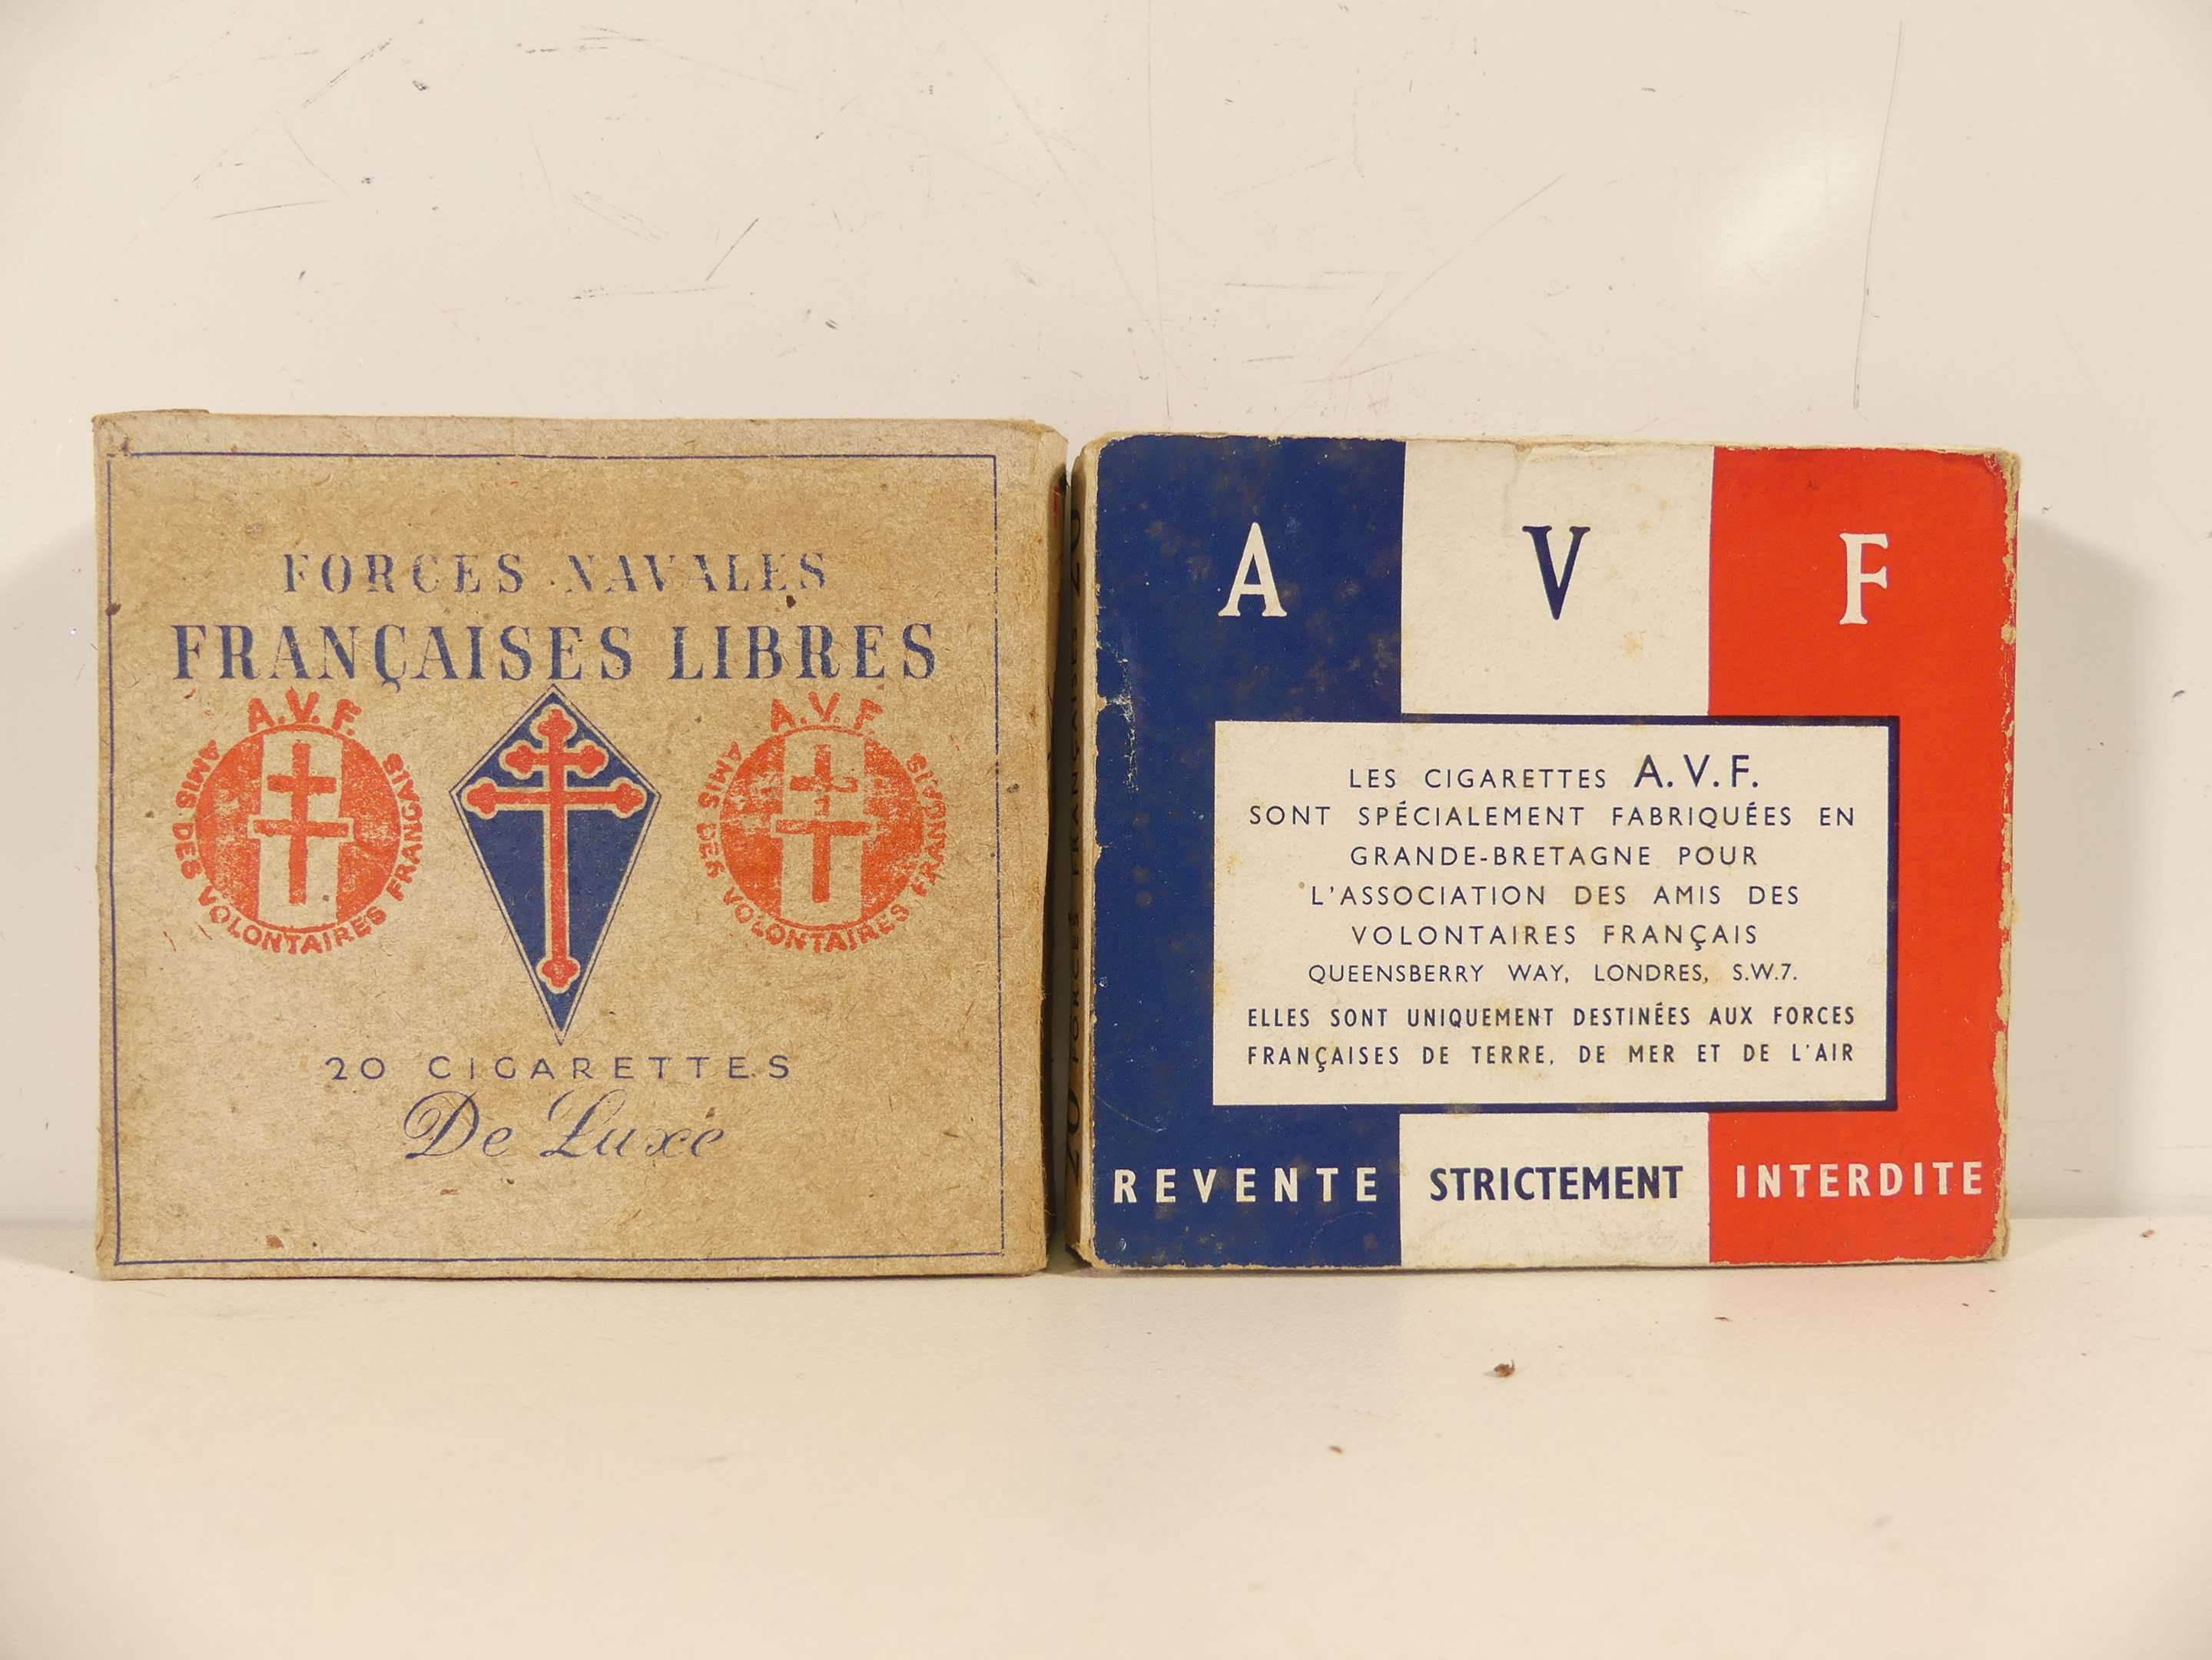 FORCES NAVALES
FRANÇAISES LIBRES
A.V.F.
AMIS DES VOLONTAIRES FRANÇAIS
A.V.F.
AMIS DES VOLONTAIRES FRANÇAIS
20 CIGARETTES
De Luxe
A V F
LES CIGARETTES A.V.F.
SONT SPÉCIALEMENT FABRIQUÉES EN
GRANDE-BRETAGNE POUR
L'ASSOCIATION DES AMIS DES
VOLONTAIRES FRANÇAIS
QUEENSBERRY WAY, LONDRES, S.W.7.
ELLES SONT UNIQUEMENT DESTINÉES AUX FORCES
FRANÇAISES DE TERRE, DE MER ET DE L'AIR
REVENTE STRICTEMENT INTERDITE